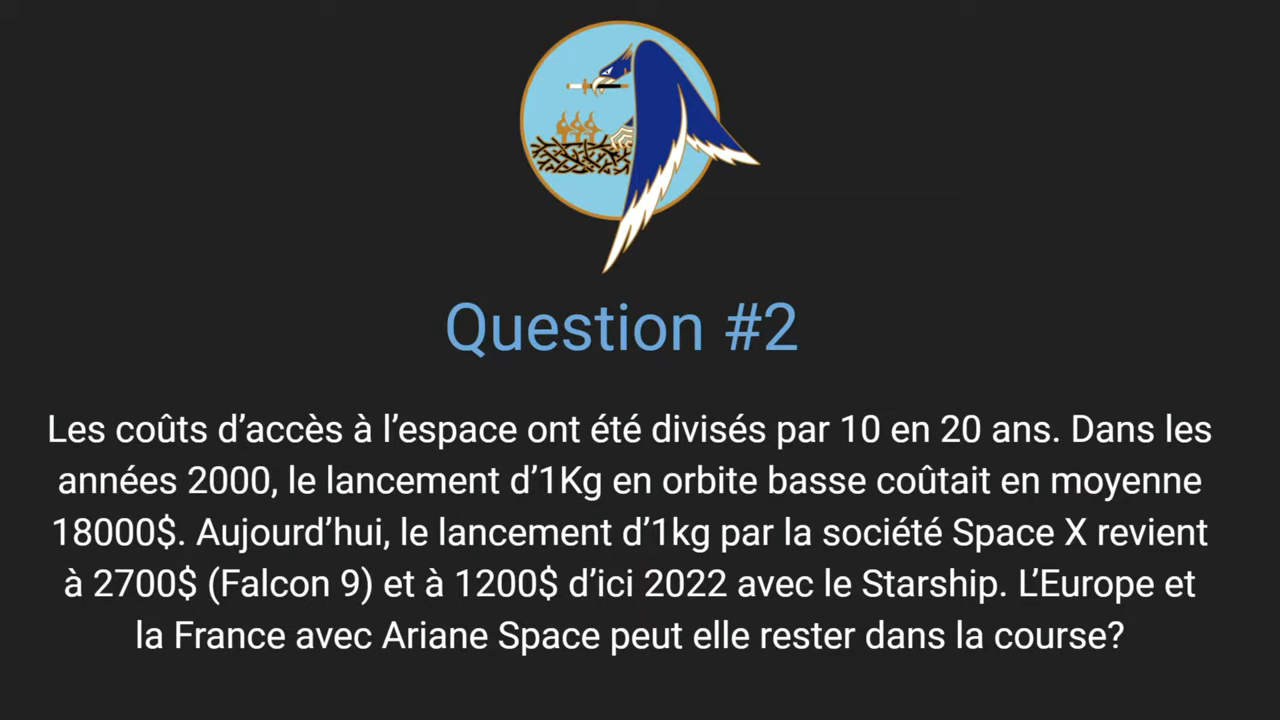 Question #2
Les coûts d’accès à l’espace ont été divisés par 10 en 20 ans. Dans les
années 2000, le lancement d’1Kg en orbite basse coûtait en moyenne
18000$. Aujourd’hui, le lancement d’1kg par la société Space X revient
à 2700$ (Falcon 9) et à 1200$ d’ici 2022 avec le Starship. L’Europe et
la France avec Ariane Space peut elle rester dans la course?